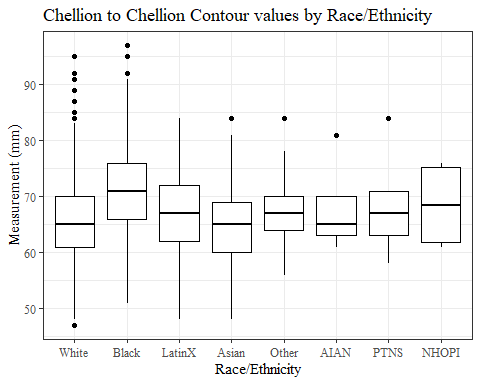 Chellion to Chellion Contour values by Race/Ethnicity
Measurement (mm)
90
80
70
60
50
White Black LatinX Asian Other AIAN PTNS NHOPI
Race/Ethnicity